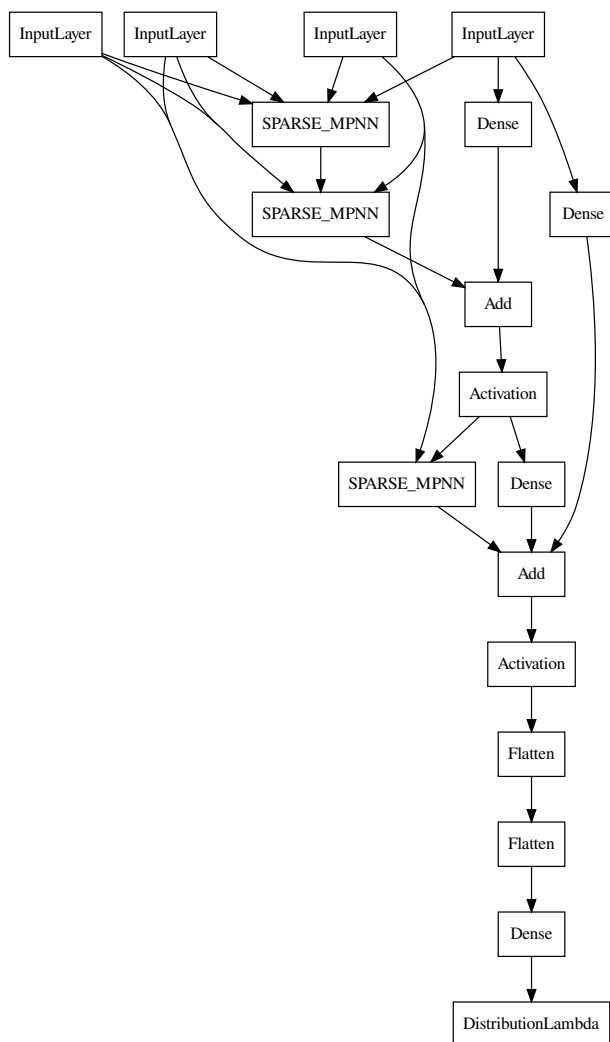 InputLayer
InputLayer
InputLayer
InputLayer
SPARSE_MPNN
Dense
SPARSE_MPNN
Dense
Add
Activation
SPARSE_MPNN
Dense
Add
Activation
Flatten
Flatten
Dense
DistributionLambda